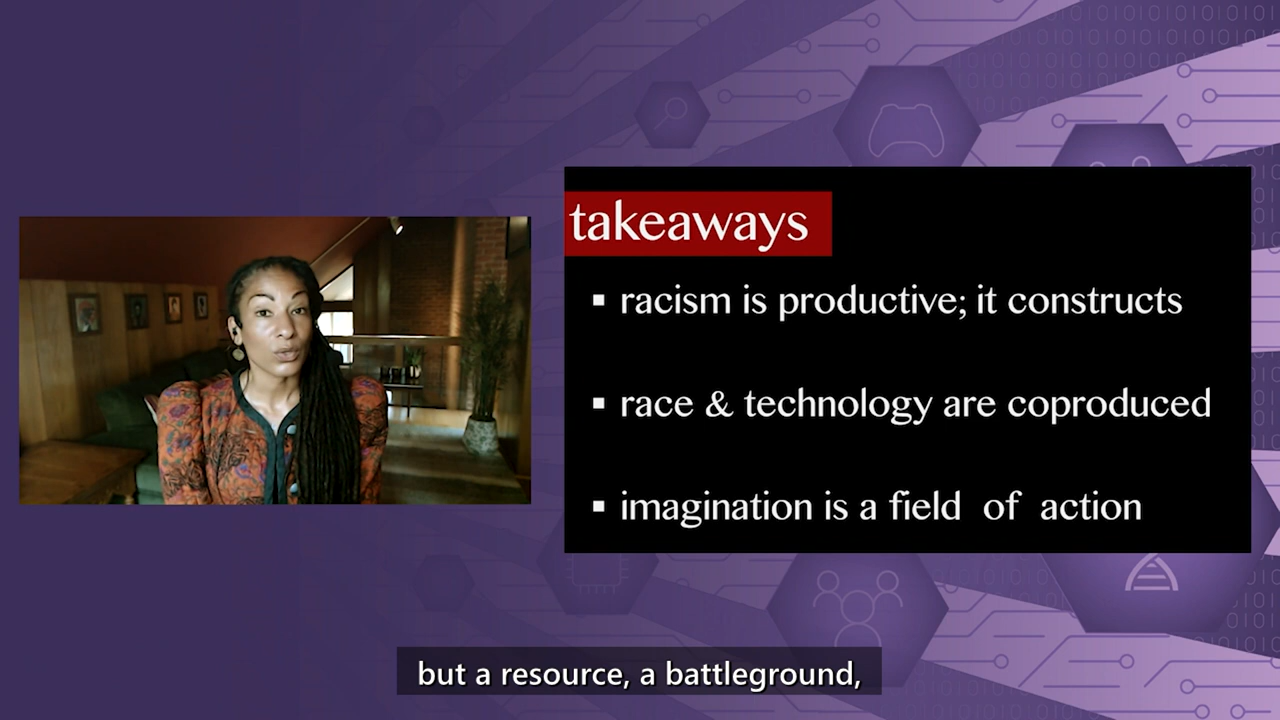 takeaways
▪ racism is productive; it constructs
▪ race & technology are coproduced
▪ imagination is a field of action
but a resource, a battleground,